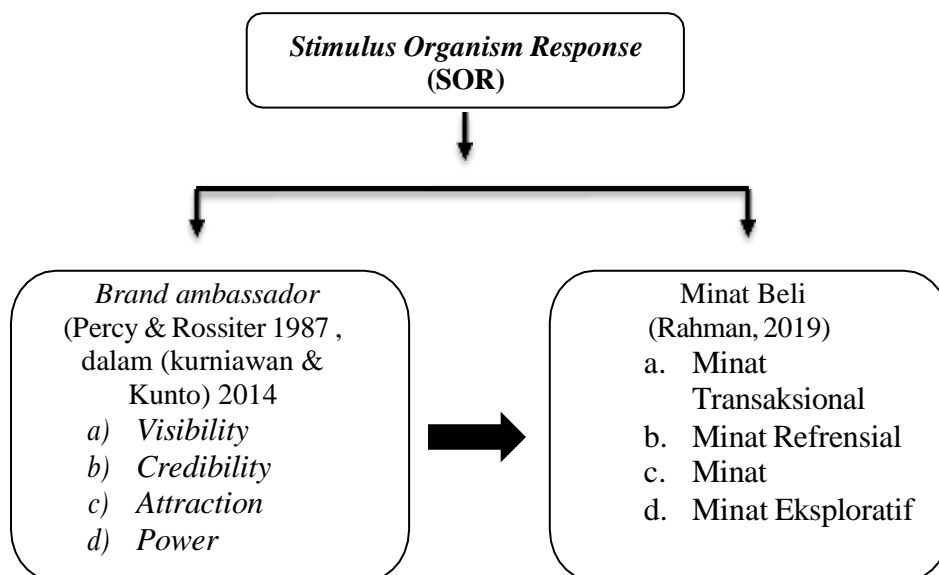 Stimulus Organism Response
(SOR)
Brand ambassador
(Percy & Rossiter 1987 ,
dalam (kurniawan &
Kunto) 2014
a) Visibility
b) Credibility
c) Attraction
d) Power
Minat Beli
(Rahman, 2019)
a. Minat
Transaksional
b. Minat Refrensial
c. Minat
d. Minat Eksploratif